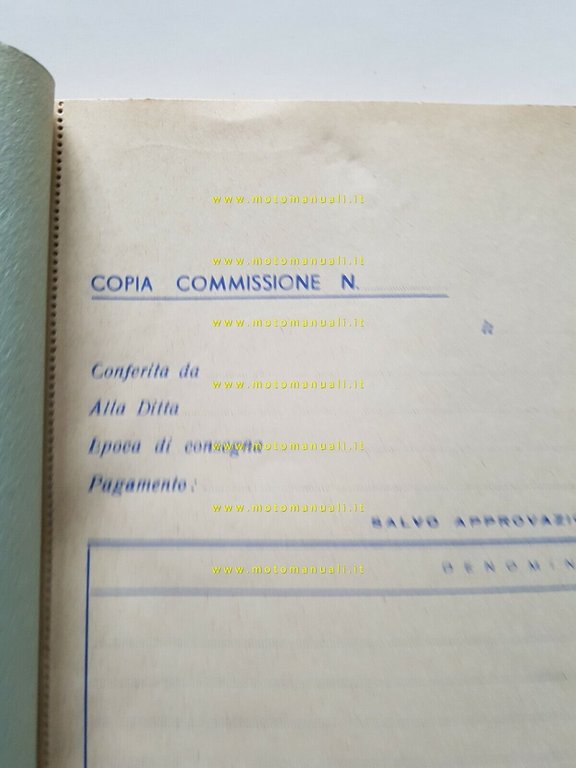 www.motomanuali.it
www.motomanuali.it
COPIA COMMISSIONE N.
www.motomanuali.it
Conferita da
www.motomanuali.it
Alla Ditta
Epoca di consegna
www.motomanuali.it
Pagamento:
www.motomanuali.it
SALVO APPROVAZI
www.motomanuali.it
DENOMIN